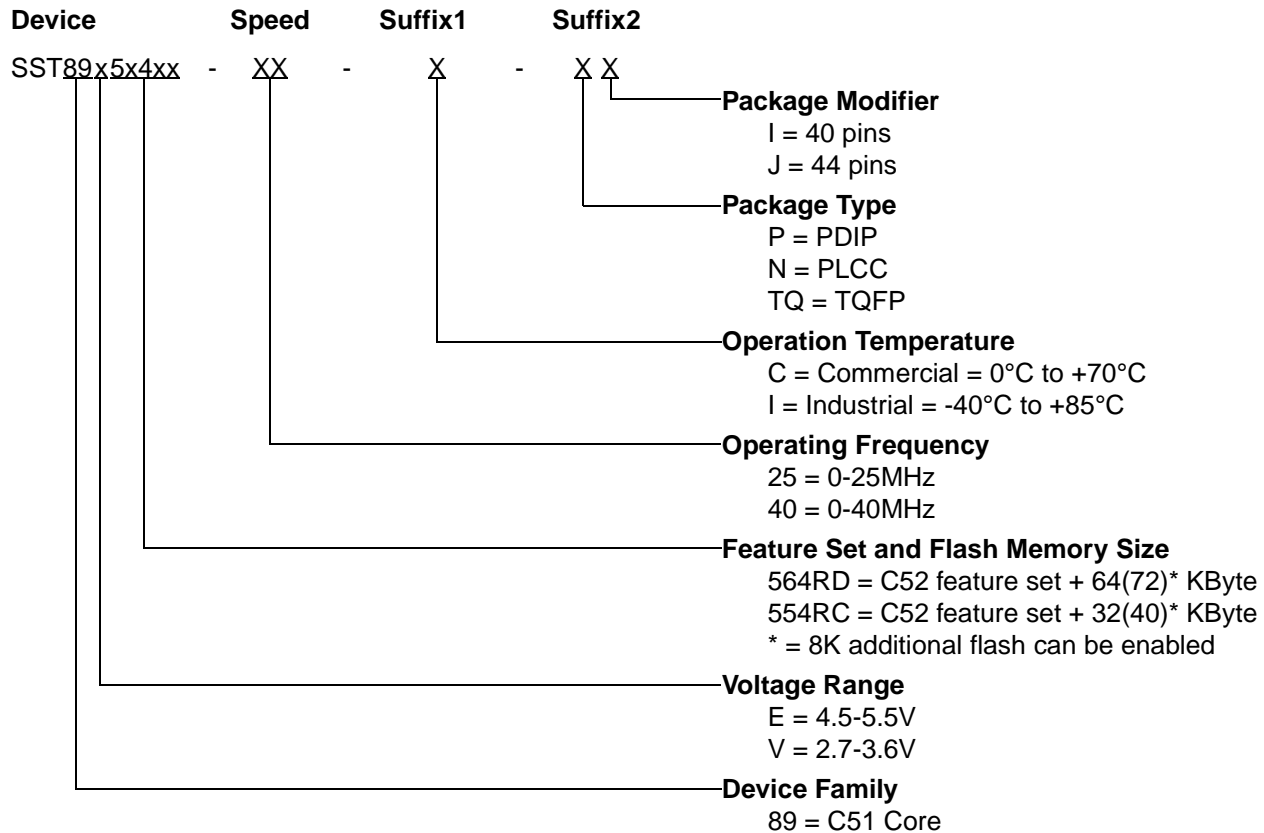 Device Speed Suffix1 Suffix2
SST89x5x4xx - XX - X - X X
Package Modifier
I = 40 pins
J = 44 pins
Package Type
P = PDIP
N = PLCC
TQ = TQFP
Operation Temperature
C = Commercial = 0°C to +70°C
I = Industrial = -40°C to +85°C
Operating Frequency
25 = 0-25MHz
40 = 0-40MHz
Feature Set and Flash Memory Size
564RD = C52 feature set + 64(72)* KByte
554RC = C52 feature set + 32(40)* KByte
* = 8K additional flash can be enabled
Voltage Range
E = 4.5-5.5V
V = 2.7-3.6V
Device Family
89 = C51 Core